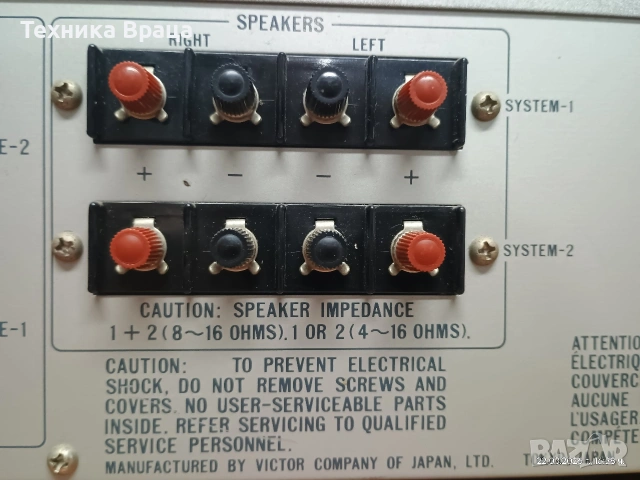 Техника Враца
SPEAKERS
RIGHT LEFT
SYSTEM-1
E-2
+ − − +
SYSTEM-2
E-1
CAUTION: SPEAKER IMPEDANCE
1 + 2 (8~16 OHMS). 1 OR 2 (4~16 OHMS).
CAUTION: TO PREVENT ELECTRICAL
SHOCK, DO NOT REMOVE SCREWS AND
COVERS. NO USER-SERVICEABLE PARTS
INSIDE. REFER SERVICING TO QUALIFIED
SERVICE PERSONNEL.
MANUFACTURED BY VICTOR COMPANY OF JAPAN, LTD.
JAPAN
ATTENTIO
ÉLECTRIQ
COUVERC
AUCUNE
L'USAGER
COMPÉTE
BAZAR